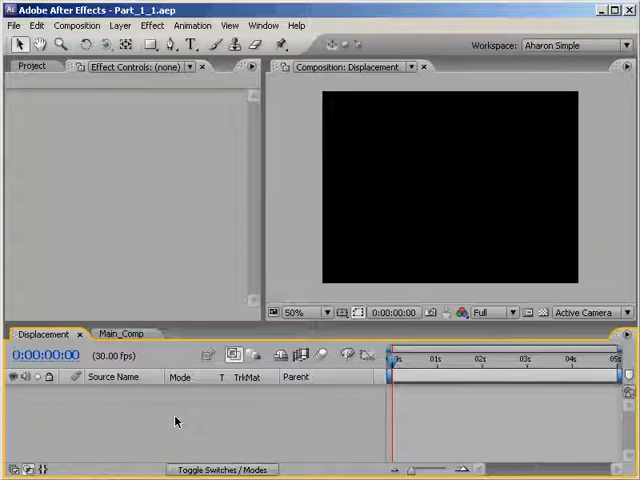 Adobe After Effects - Part_1_1.aep
File Edit Composition Layer Effect Animation View Window Help
Workspace: Aharon Simple
Project Effect Controls: (none) Composition: Displacement
50% 0:00:00:00 Full Active Camera
Displacement Main_Comp
0:00:00:00 (30.00 fps)
01s 02s 03s 04s 05s
Source Name Mode T TrkMat Parent
Toggle Switches / Modes